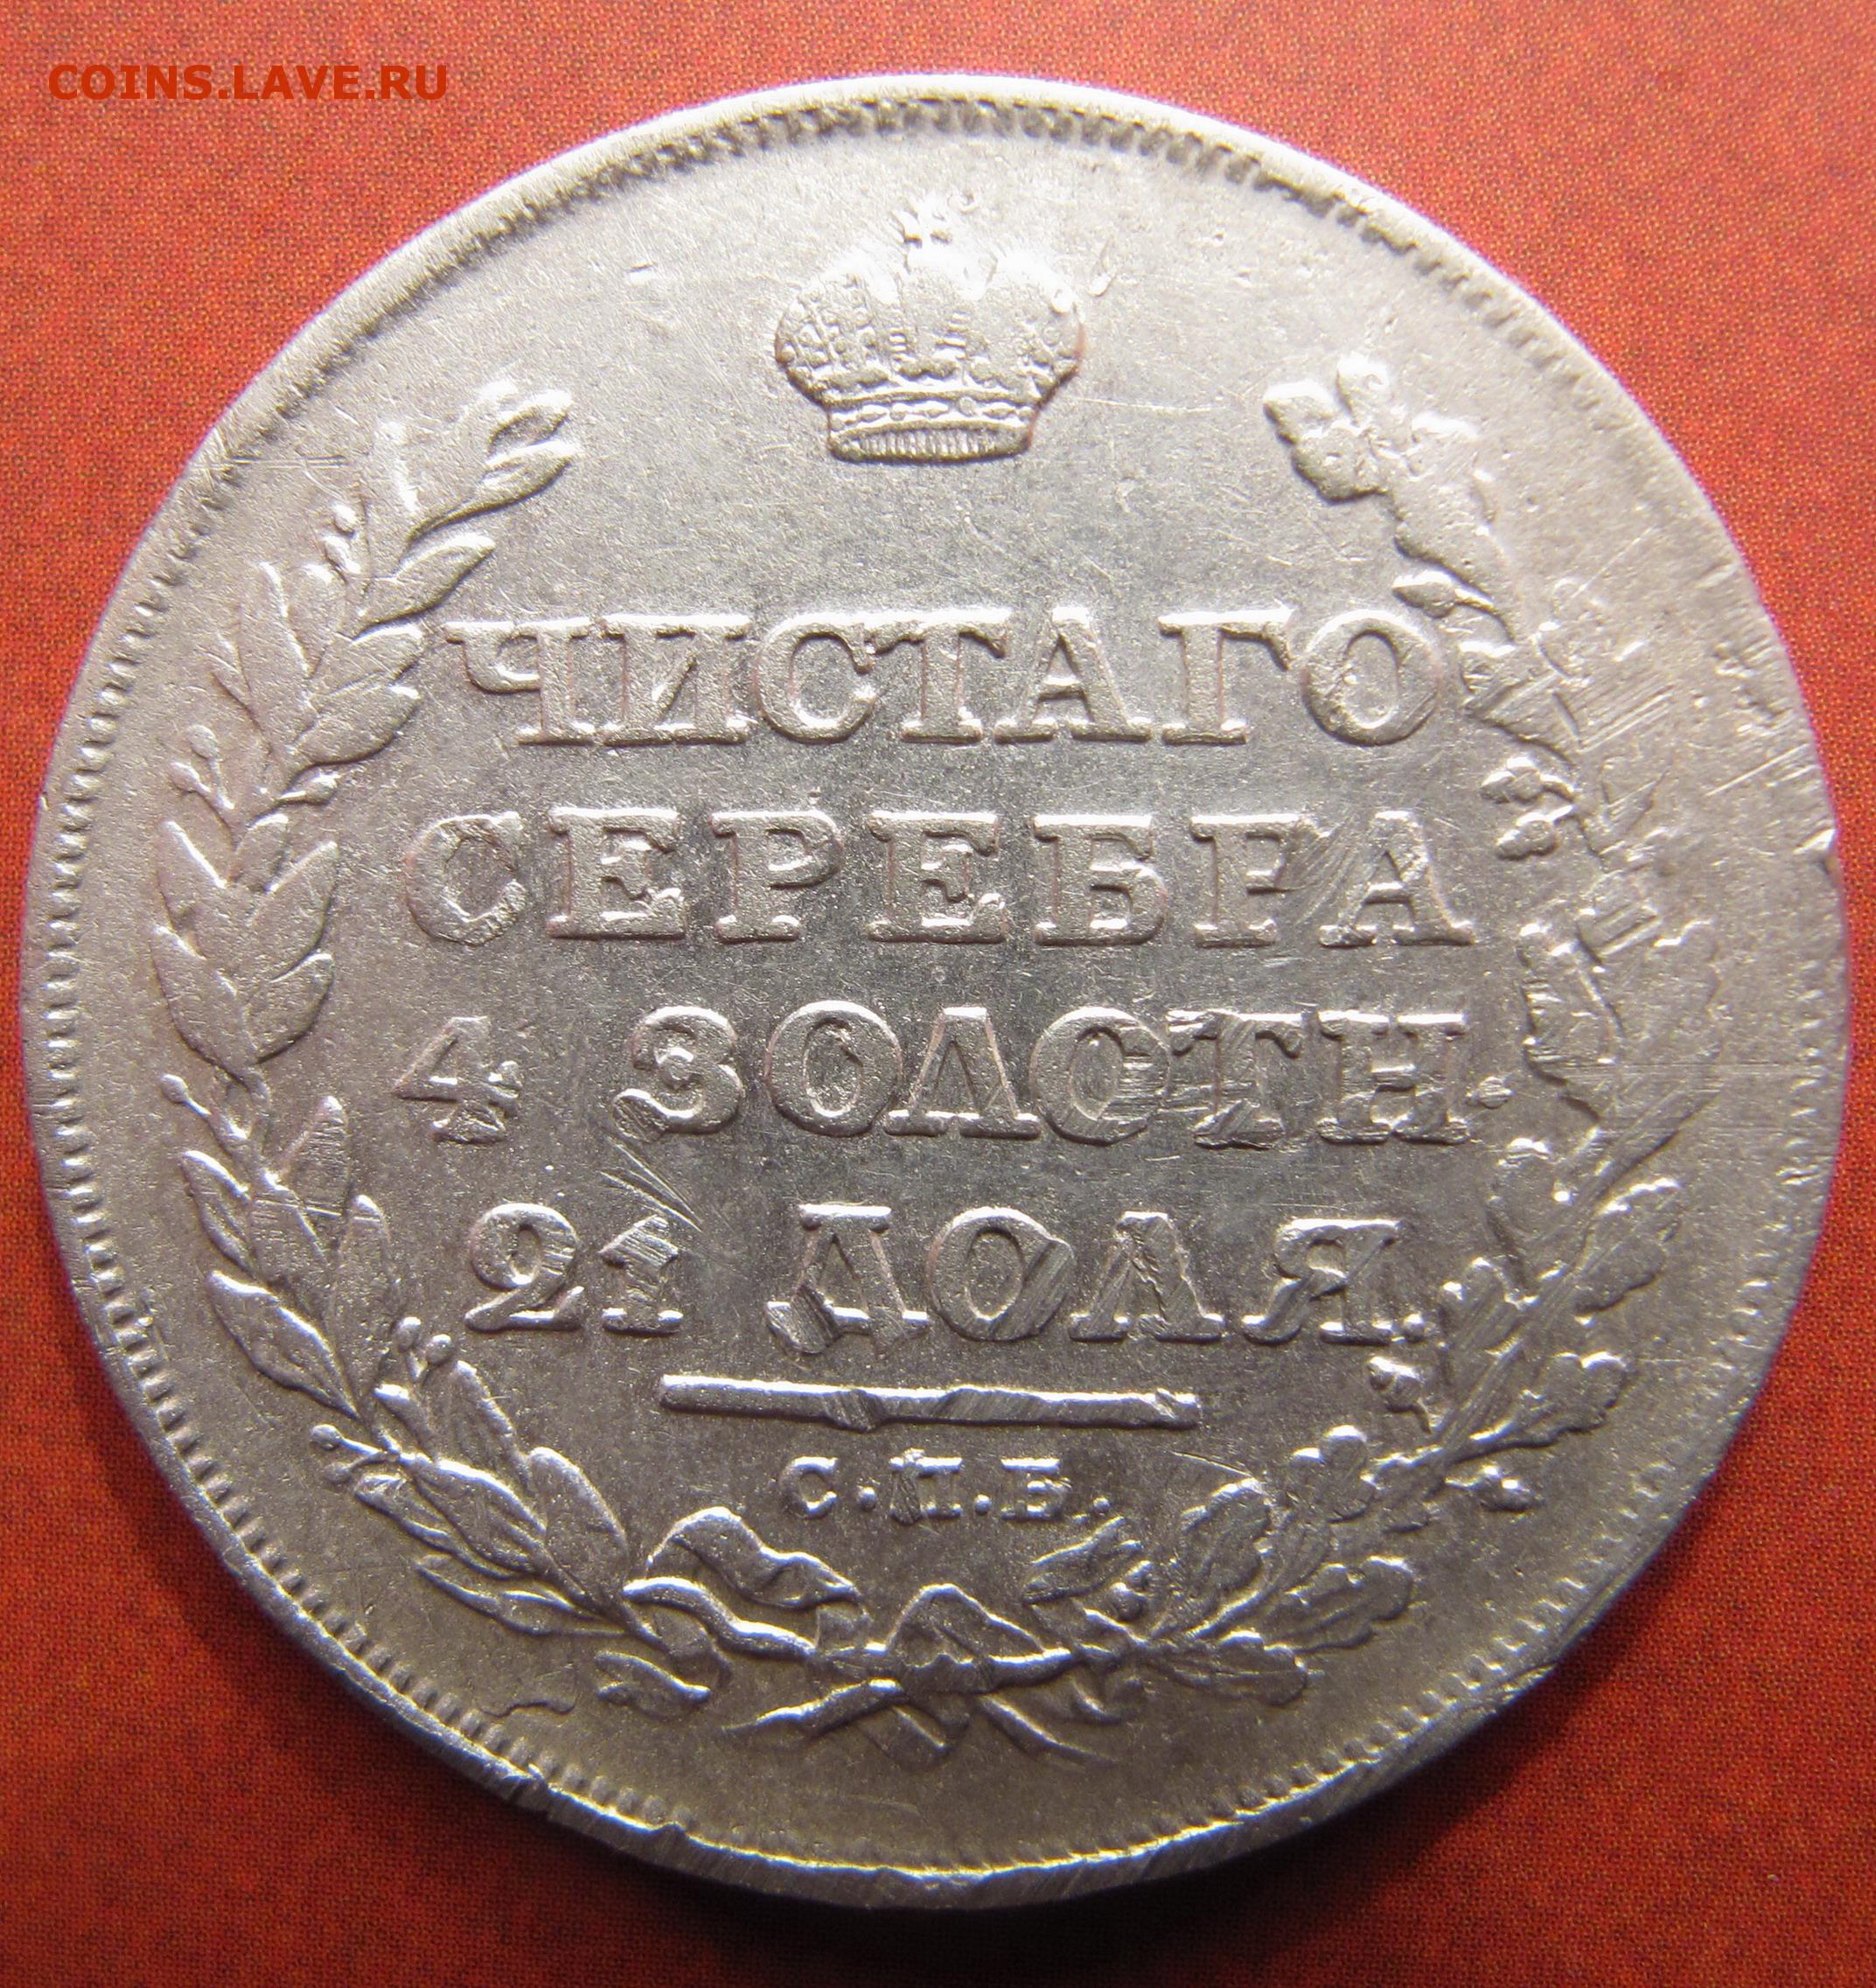 COINS.LAVE.RU
ЧИСТАГО
СЕРЕБРА
4 ЗОЛОТН.
21 ДОЛЯ.
С.П.Б.